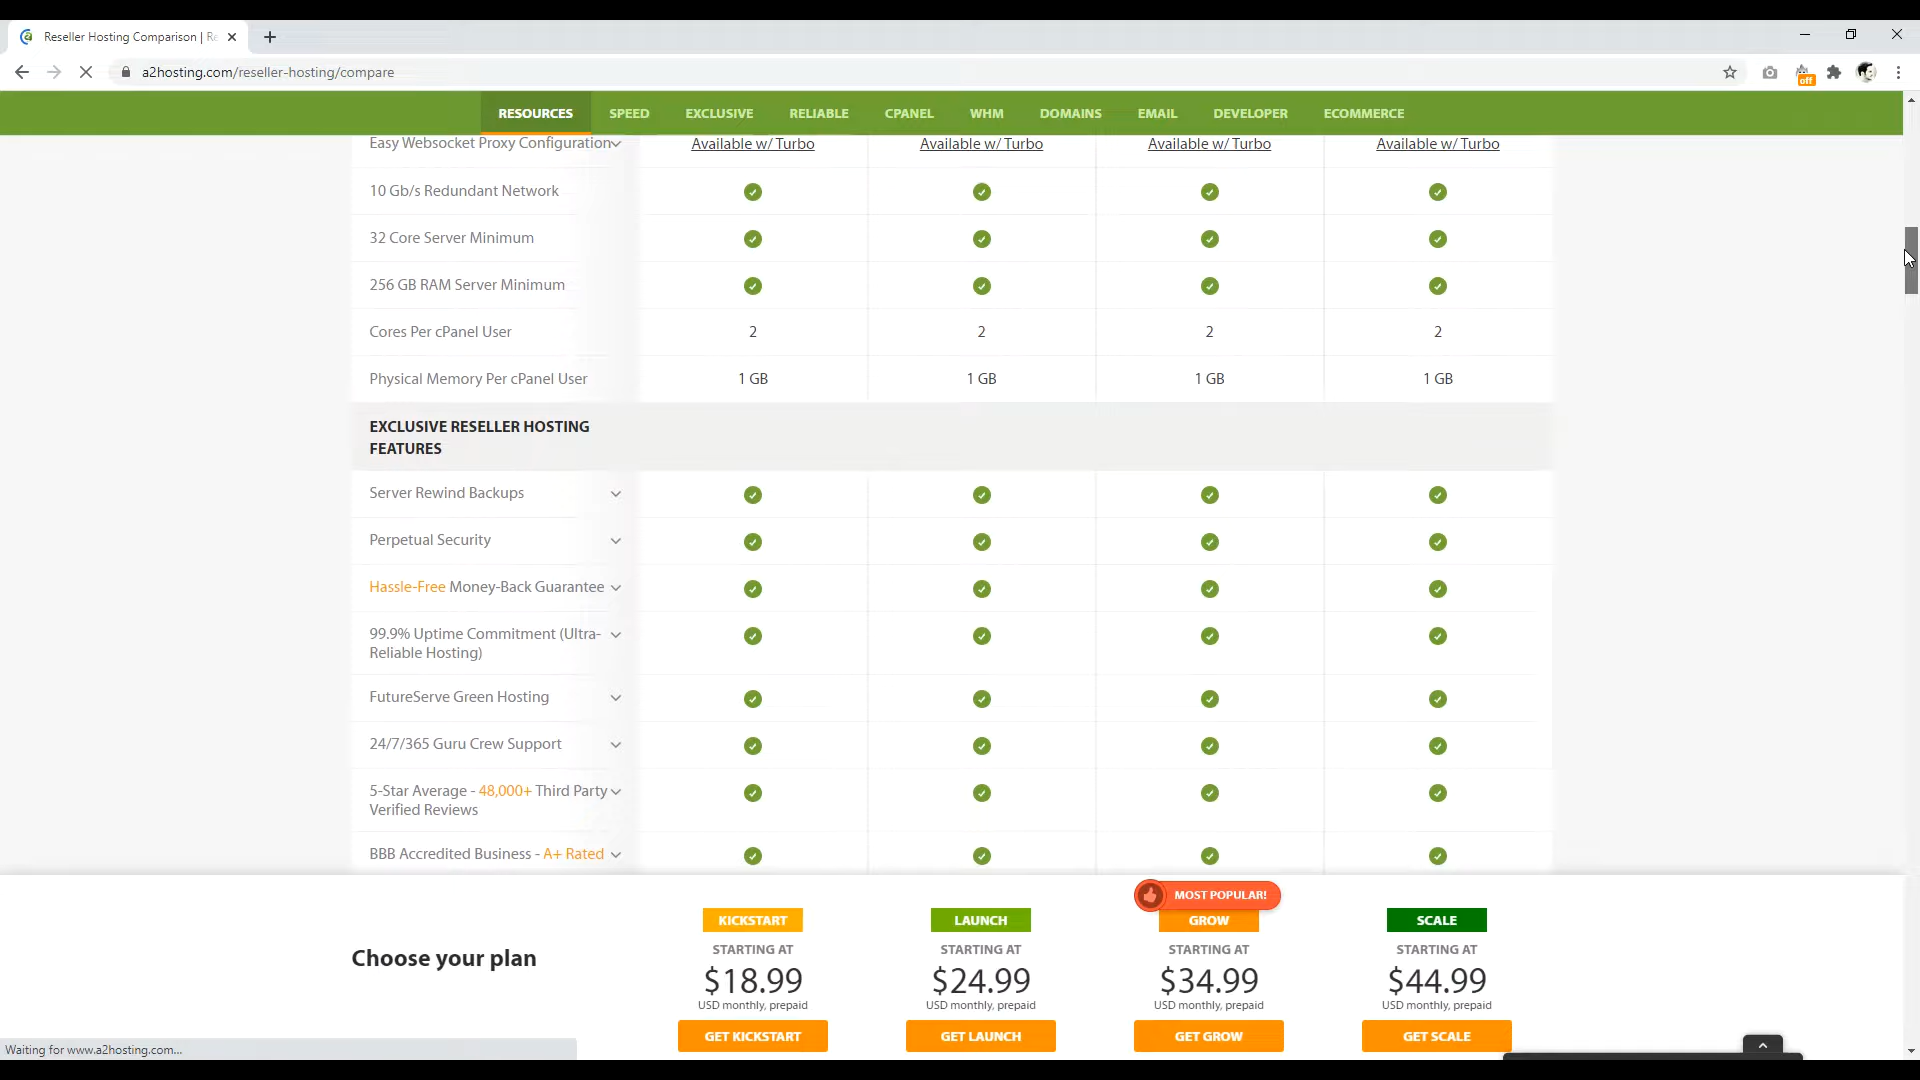 Reseller Hosting Comparison | Re
a2hosting.com/reseller-hosting/compare
off
RESOURCES SPEED EXCLUSIVE RELIABLE CPANEL WHM DOMAINS EMAIL DEVELOPER ECOMMERCE
Easy Websocket Proxy Configuration Available w/ Turbo Available w/ Turbo Available w/ Turbo Available w/ Turbo
10 Gb/s Redundant Network
32 Core Server Minimum
256 GB RAM Server Minimum
Cores Per cPanel User 2 2 2 2
Physical Memory Per cPanel User 1 GB 1 GB 1 GB 1 GB
EXCLUSIVE RESELLER HOSTING
FEATURES
Server Rewind Backups
Perpetual Security
Hassle-Free Money-Back Guarantee
99.9% Uptime Commitment (Ultra-
Reliable Hosting)
FutureServe Green Hosting
24/7/365 Guru Crew Support
5-Star Average - 48,000+ Third Party
Verified Reviews
BBB Accredited Business - A+ Rated
MOST POPULAR!
KICKSTART LAUNCH GROW SCALE
STARTING AT STARTING AT STARTING AT STARTING AT
Choose your plan
$18.99 $24.99 $34.99 $44.99
USD monthly, prepaid USD monthly, prepaid USD monthly, prepaid USD monthly, prepaid
GET KICKSTART GET LAUNCH GET GROW GET SCALE
Waiting for www.a2hosting.com...